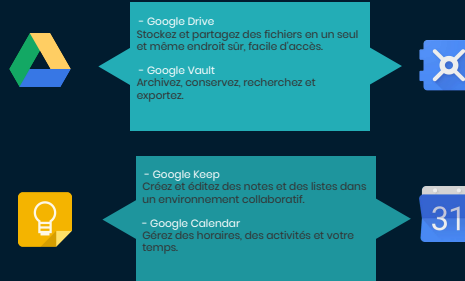 - Google Drive
Stockez et partagez des fichiers en un seul
et même endroit sûr, facile d'accès.
- Google Vault
Archivez, conservez, recherchez et
exportez.
- Google Keep
Créez et éditez des notes et des listes dans
un environnement collaboratif.
- Google Calendar
Gérez des horaires, des activités et votre
temps.
31